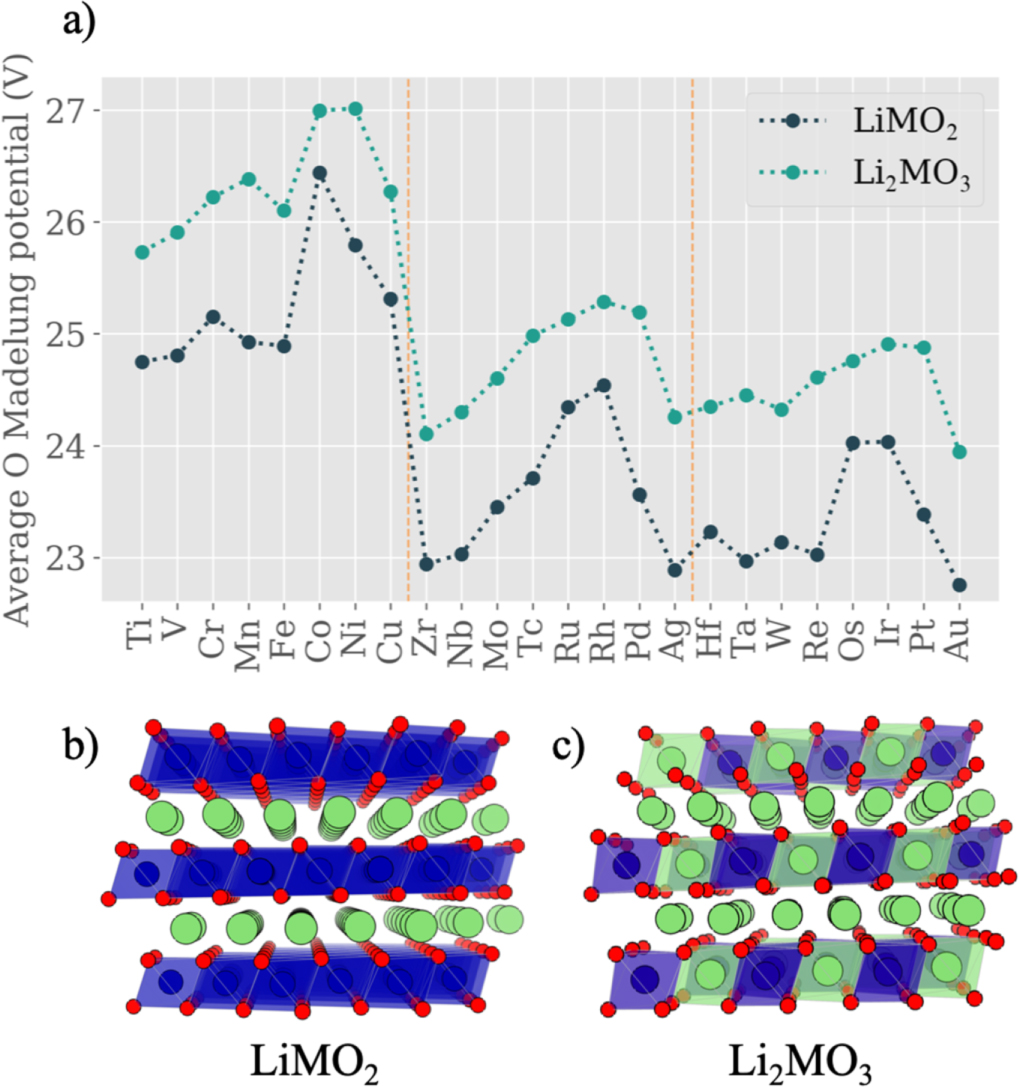 a)
Average O Madelung potential (V)
27
26
25
24
23
LiMO₂
Li₂MO₃
Ti V Cr Mn Fe Co Ni Cu Zr Nb Mo Tc Ru Rh Pd Ag Hf Ta W Re Os Ir Pt Au
b) c)
LiMO₂ Li₂MO₃